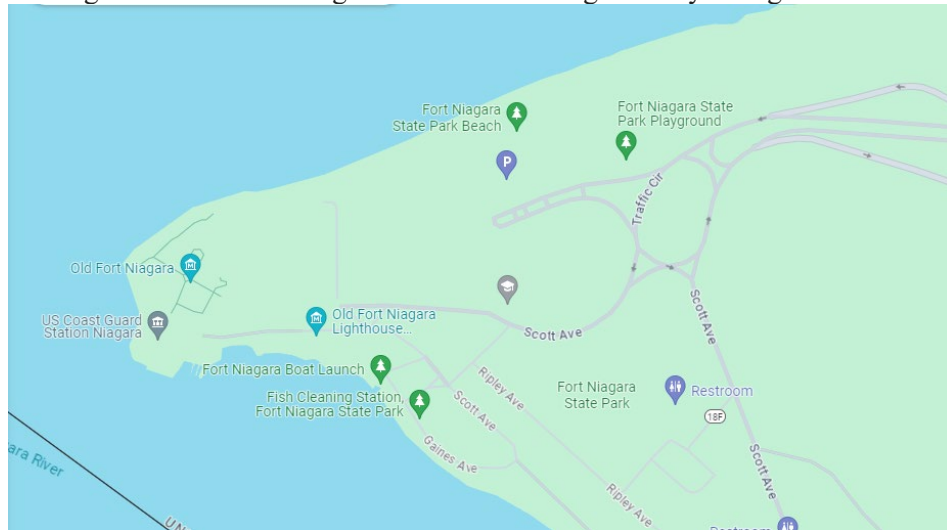 Fort Niagara
State Park Beach
Fort Niagara State
Park Playground
P
Traffic Cir
Old Fort Niagara
US Coast Guard
Station Niagara
Old Fort Niagara
Lighthouse...
Scott Ave
Scott Ave
Fort Niagara Boat Launch
Fish Cleaning Station,
Fort Niagara State Park
Ripley Ave
Scott Ave
Fort Niagara
State Park
Restroom
18F
Gaines Ave
Scott Ave
ara River
Ripley Ave
Restroom